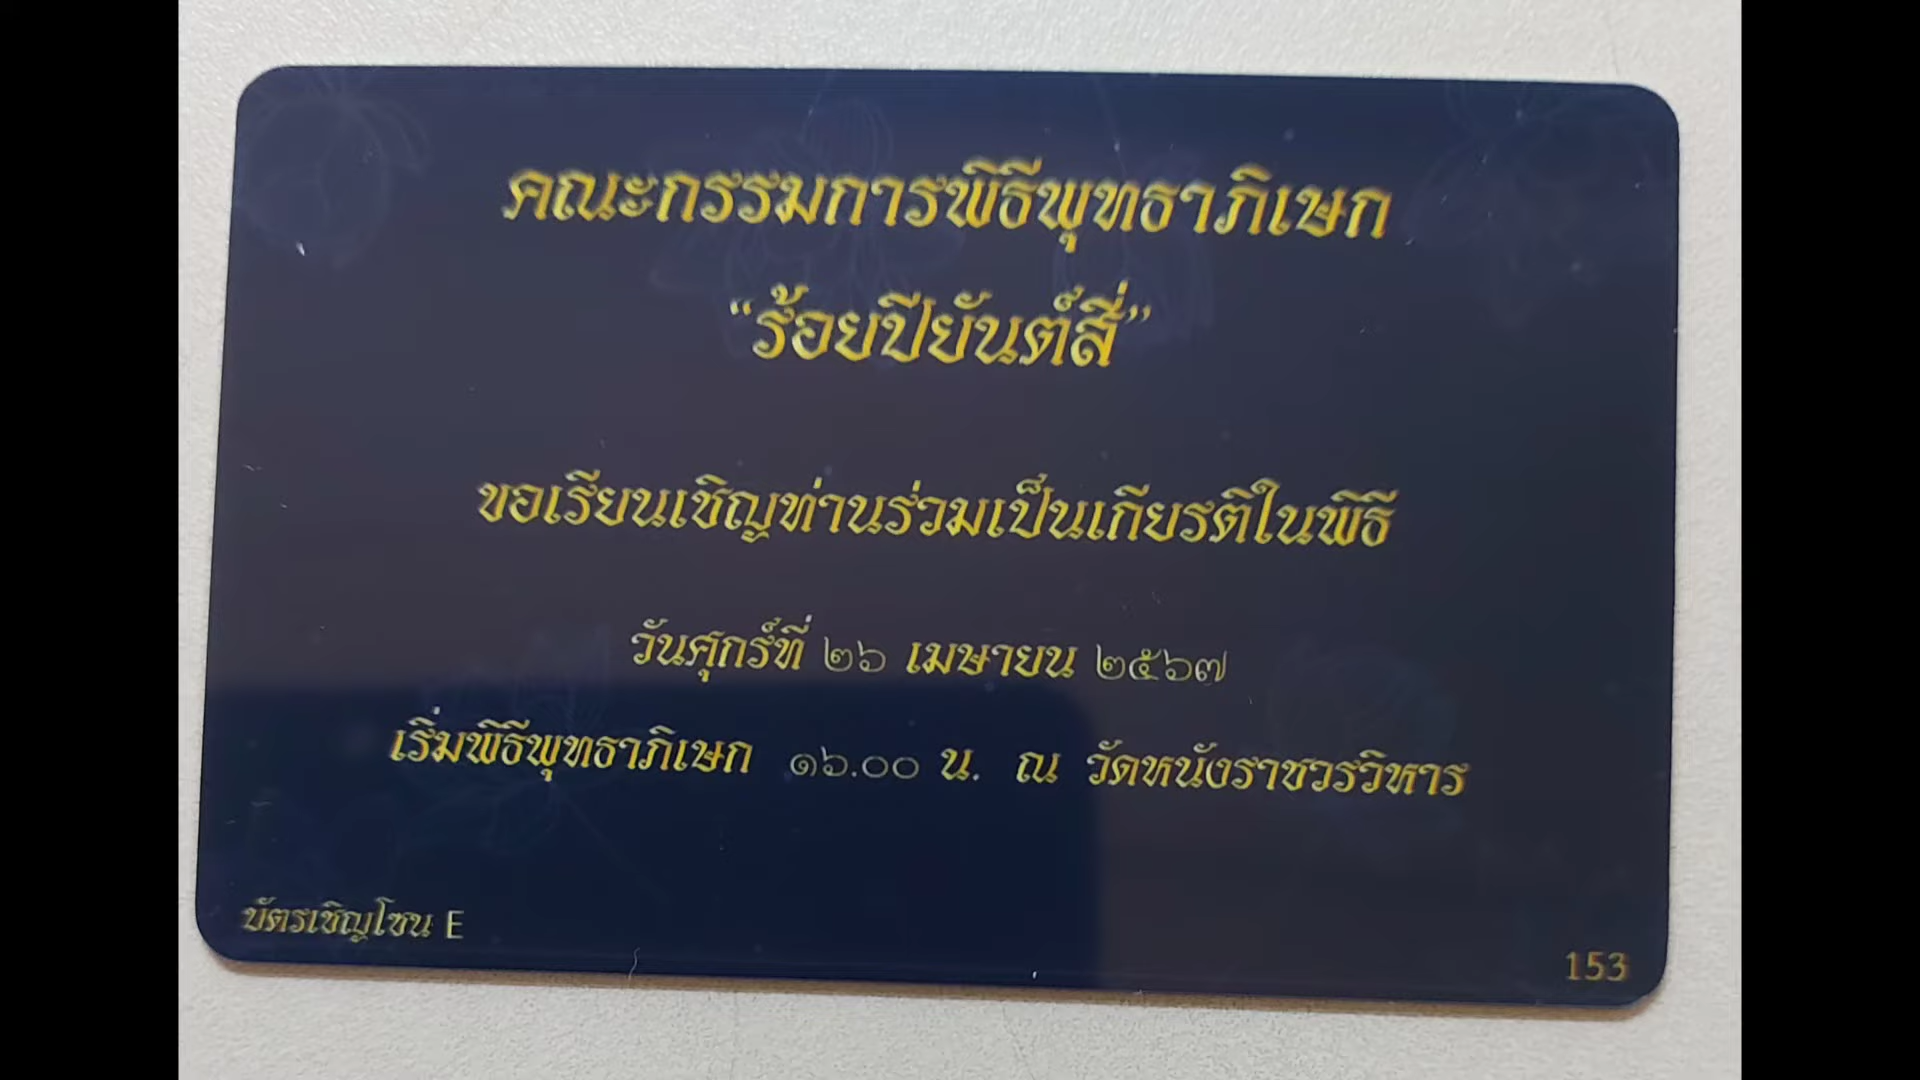 คณะกรรมการพิธีพุทธาภิเษก
“ร้อยปียันต์สี่”
ขอเรียนเชิญท่านร่วมเป็นเกียรติในพิธี
วันศุกร์ที่ ๒๖ เมษายน ๒๕๖๗
เริ่มพิธีพุทธาภิเษก ๑๖.๐๐ น. ณ วัดหนังราชวรวิหาร
บัตรเชิญโซน E
153